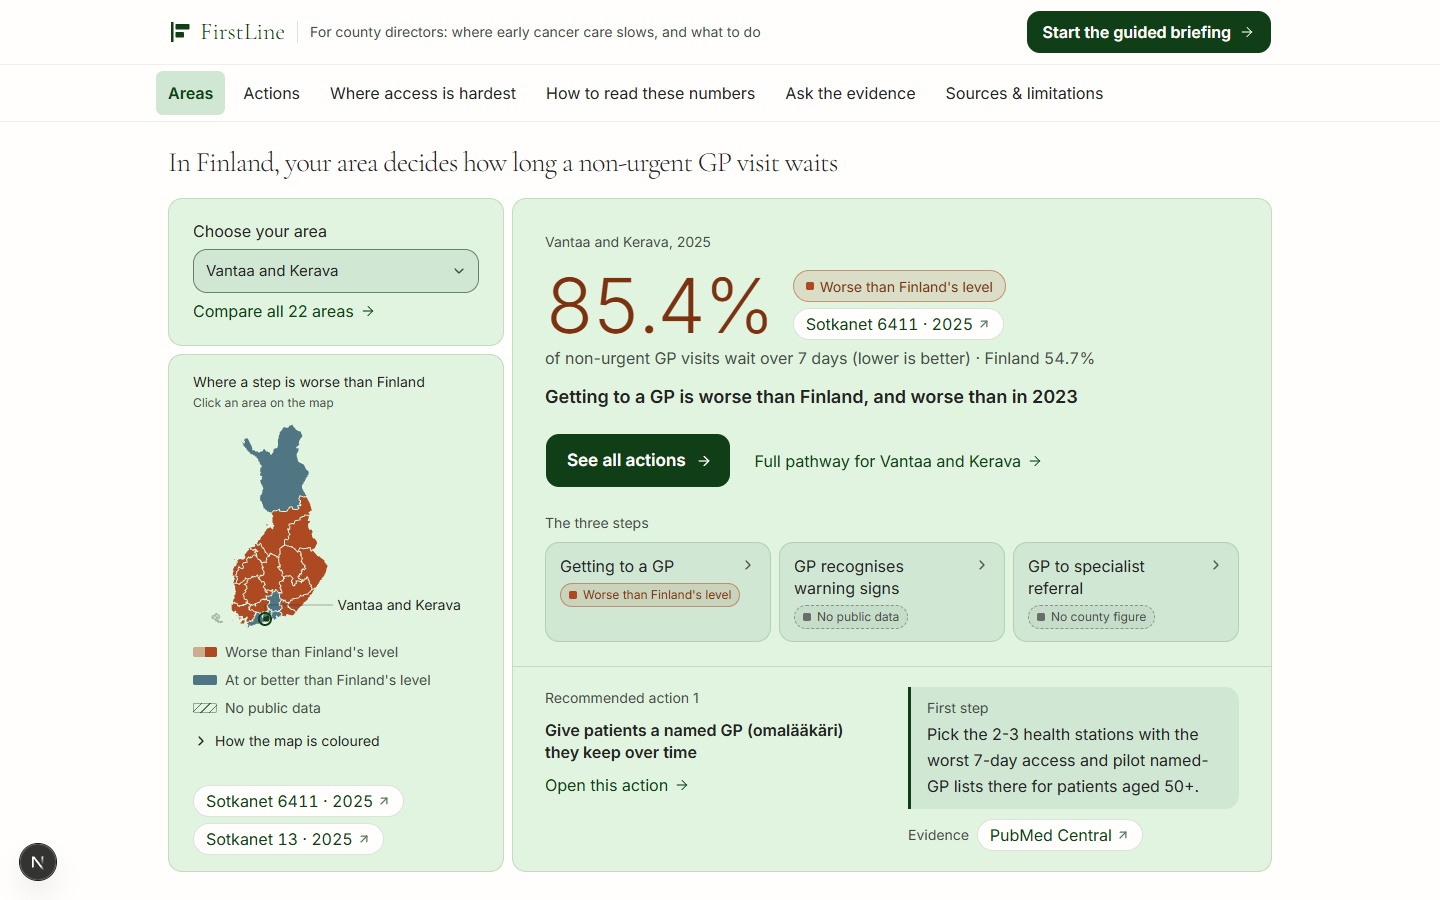 FirstLine
For county directors: where early cancer care slows, and what to do
Start the guided briefing →
Areas
Actions
Where access is hardest
How to read these numbers
Ask the evidence
Sources & limitations
In Finland, your area decides how long a non-urgent GP visit waits
Choose your area
Vantaa and Kerava
Compare all 22 areas →
Where a step is worse than Finland
Click an area on the map
Vantaa and Kerava
Worse than Finland's level
At or better than Finland's level
No public data
How the map is coloured
Sotkanet 6411 · 2025 ↗
Sotkanet 13 · 2025 ↗
Vantaa and Kerava, 2025
85.4%
Worse than Finland's level
Sotkanet 6411 · 2025 ↗
of non-urgent GP visits wait over 7 days (lower is better) · Finland 54.7%
Getting to a GP is worse than Finland, and worse than in 2023
See all actions →
Full pathway for Vantaa and Kerava →
The three steps
Getting to a GP
Worse than Finland's level
GP recognises
warning signs
No public data
GP to specialist
referral
No county figure
Recommended action 1
Give patients a named GP (omalääkäri)
they keep over time
Open this action →
First step
Pick the 2-3 health stations with the
worst 7-day access and pilot named-
GP lists there for patients aged 50+.
Evidence
PubMed Central ↗
N